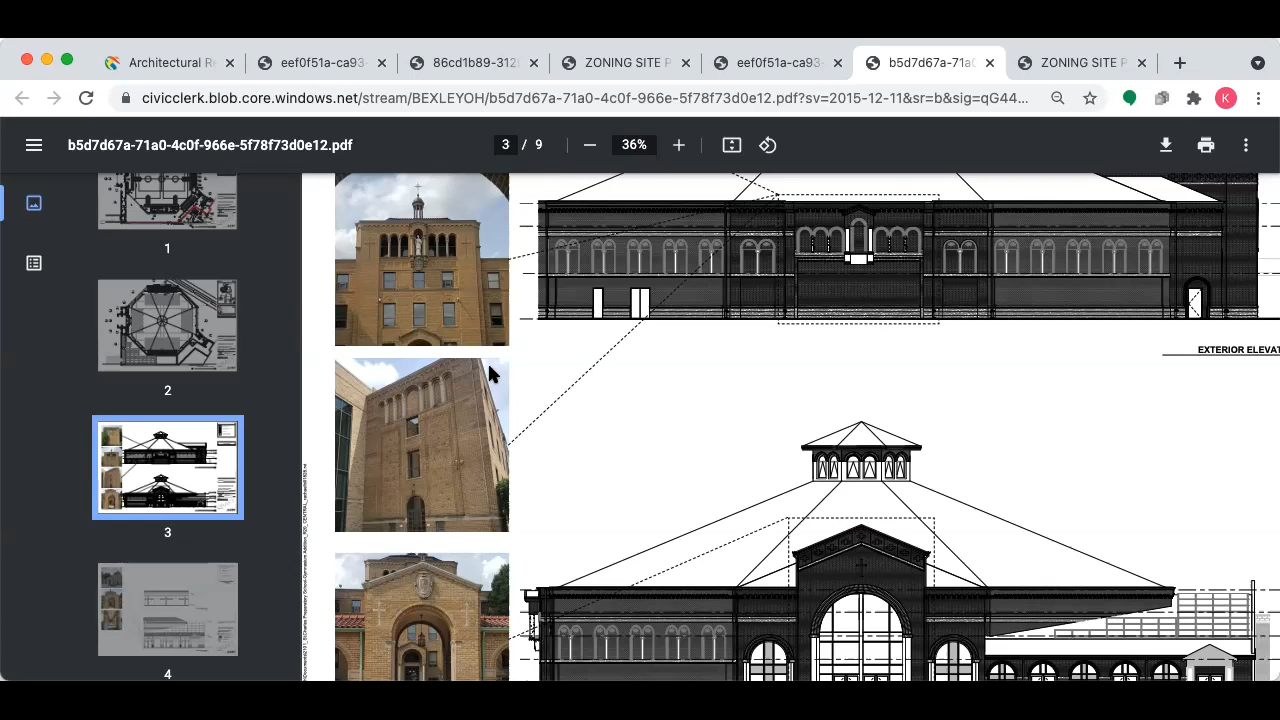 Architectural Re
eef0f51a-ca93-
86cd1b89-312
ZONING SITE P
eef0f51a-ca93-
b5d7d67a-71a0
ZONING SITE P
civicclerk.blob.core.windows.net/stream/BEXLEYOH/b5d7d67a-71a0-4c0f-966e-5f78f73d0e12.pdf?sv=2015-12-11&sr=b&sig=qG44...
K
b5d7d67a-71a0-4c0f-966e-5f78f73d0e12.pdf
3 / 9
36%
1
2
3
4
EXTERIOR ELEVAT